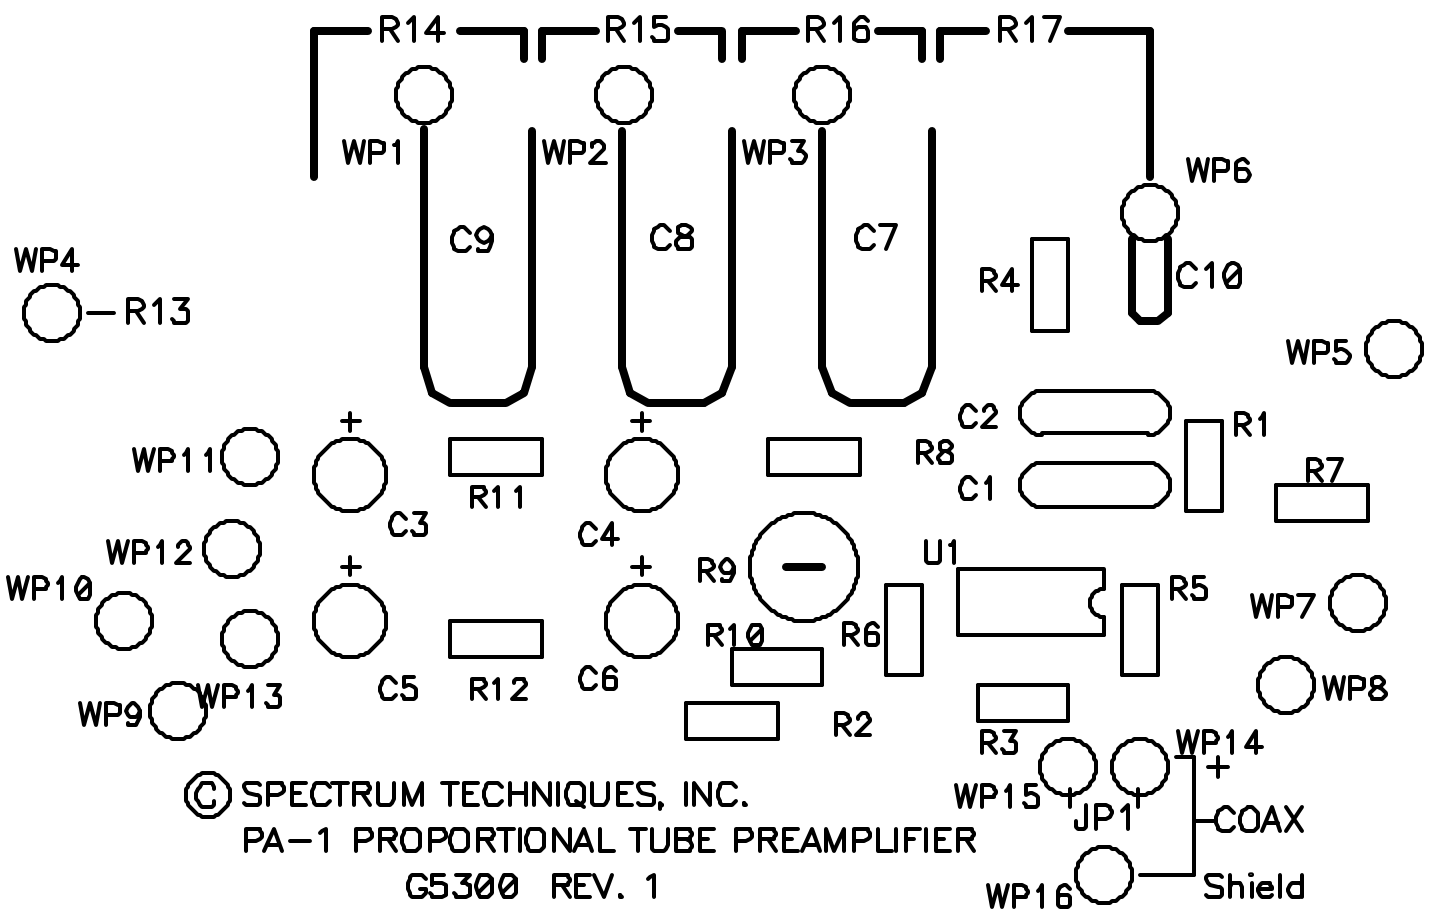 R14 R15 R16 R17
WP1 WP2 WP3 WP6
C9 C8 C7
WP4 R4 C10
R13
WP5
C2 R1
WP11 R8
R7
R11 C1
C3 C4
WP12 U1
R9
WP10 R5
WP7
R10 R6
WP13 C5 R12 C6 WP8
WP9 R2
R3 WP14
+
+
+
+
+
© SPECTRUM TECHNIQUES, INC. WP15
JP1 COAX
PA-1 PROPORTIONAL TUBE PREAMPLIFIER
G5300 REV. 1 WP16 Shield